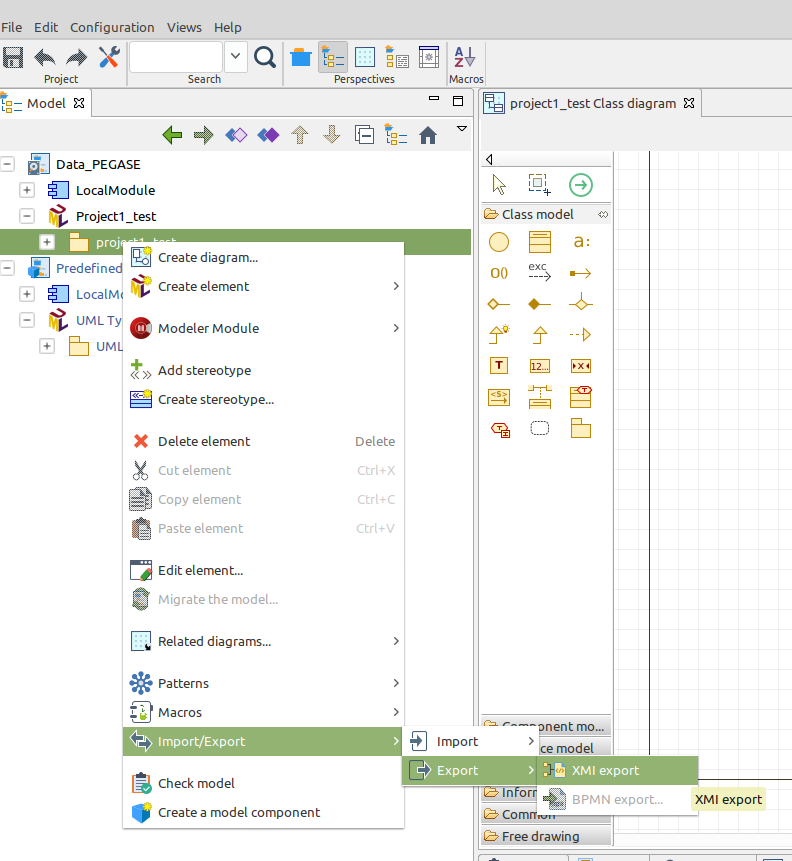 File Edit Configuration Views Help
Project Search Perspectives Macros
Model
project1_test Class diagram
Data_PEGASE
LocalModule
Project1_test
project1_test
Predefined
UML Ty
UML
Create diagram...
Create element
Modeler Module
Add stereotype
Create stereotype...
Delete element Delete
Cut element Ctrl+X
Copy element Ctrl+C
Paste element Ctrl+V
Edit element...
Migrate the model...
Related diagrams...
Patterns
Macros
Import/Export
Check model
Create a model component
Import
Export
XMI export
BPMN export...
XMI export
Class model
a:
O()
exc
T
12...
X
<S>
Component mo...
ce model
Inform
Common
Free drawing